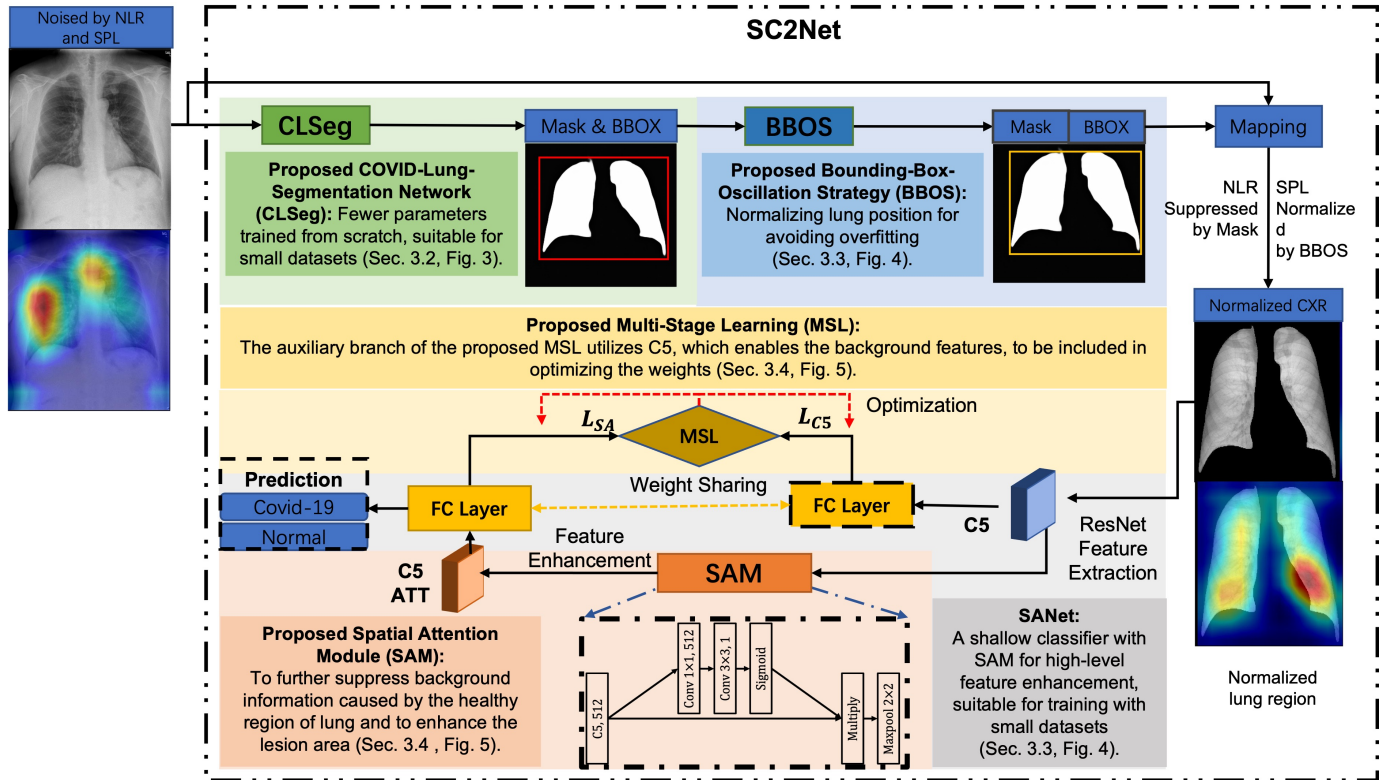 Noised by NLR
and SPL
SC2Net
CLSeg
Mask & BBOX
BBOS
Mask
BBOX
Mapping
Proposed COVID-Lung-
Segmentation Network
(CLSeg): Fewer parameters
trained from scratch, suitable for
small datasets (Sec. 3.2, Fig. 3).
Proposed Bounding-Box-
Oscillation Strategy (BBOS):
Normalizing lung position for
avoiding overfitting
(Sec. 3.3, Fig. 4).
NLR
Suppressed
by Mask
SPL
Normalize
d
by BBOS
Normalized CXR
Proposed Multi-Stage Learning (MSL):
The auxiliary branch of the proposed MSL utilizes C5, which enables the background features, to be included in
optimizing the weights (Sec. 3.4, Fig. 5).
Optimization
L_SA
MSL
L_C5
Prediction
Covid-19
Normal
FC Layer
Weight Sharing
FC Layer
C5
ResNet
Feature
Extraction
Feature
Enhancement
C5
ATT
SAM
Proposed Spatial Attention
Module (SAM):
To further suppress background
information caused by the healthy
region of lung and to enhance the
lesion area (Sec. 3.4 , Fig. 5).
C5, 512
Conv 1×1, 512
Conv 3×3, 1
Sigmoid
Multiply
Maxpool 2×2
SANet:
A shallow classifier with
SAM for high-level
feature enhancement,
suitable for training with
small datasets
(Sec. 3.3, Fig. 4).
Normalized
lung region